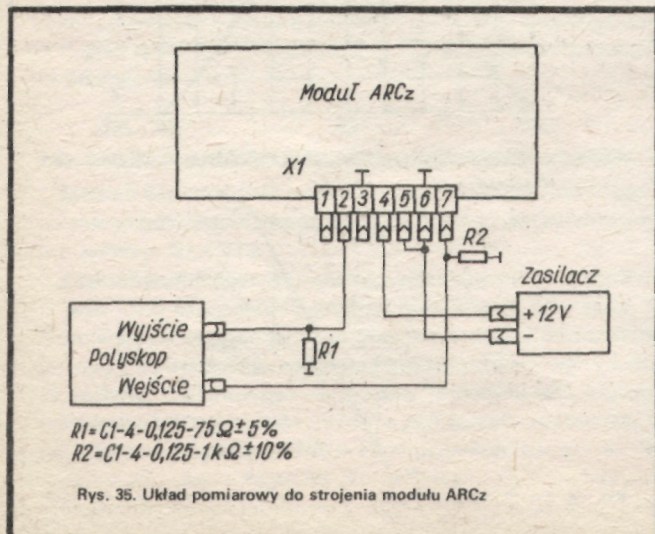 Moduł ARCz
X1
1 2 3 4 5 6 7
R2
Zasilacz
+12V
−
Wyjście
Polyskop
Wejście
R1
R1=C1-4-0,125-75Ω±5%
R2=C1-4-0,125-1kΩ±10%
Rys. 35. Układ pomiarowy do strojenia modułu ARCz